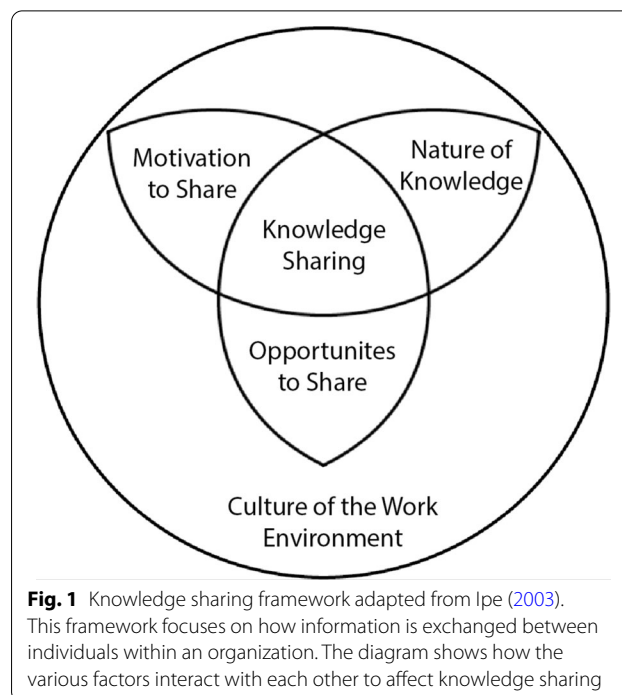 Motivation
to Share
Nature of
Knowledge
Knowledge
Sharing
Opportunites
to Share
Culture of the Work
Environment
Fig. 1 Knowledge sharing framework adapted from Ipe (2003).
This framework focuses on how information is exchanged between
individuals within an organization. The diagram shows how the
various factors interact with each other to affect knowledge sharing